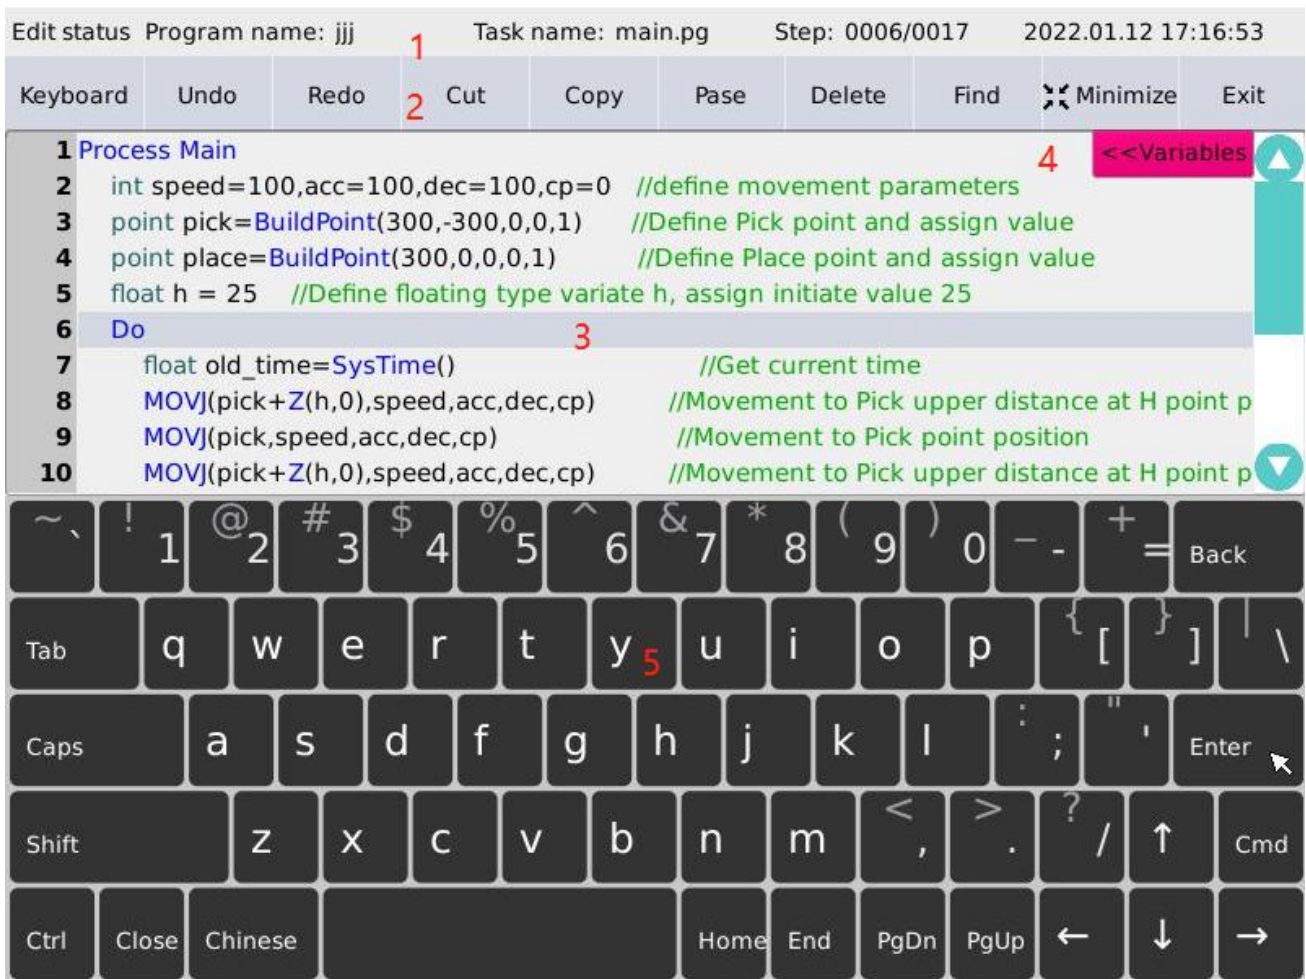 Edit status Program name: jjj 1 Task name: main.pg Step: 0006/0017 2022.01.12 17:16:53
Keyboard Undo Redo 2 Cut Copy Pase Delete Find Minimize Exit
1 Process Main 4 <<Variables
2 int speed=100,acc=100,dec=100,cp=0 //define movement parameters
3 point pick=BuildPoint(300,-300,0,0,1) //Define Pick point and assign value
4 point place=BuildPoint(300,0,0,0,1) //Define Place point and assign value
5 float h = 25 //Define floating type variate h, assign initiate value 25
6 Do 3
7 float old_time=SysTime() //Get current time
8 MOVJ(pick+Z(h,0),speed,acc,dec,cp) //Movement to Pick upper distance at H point p
9 MOVJ(pick,speed,acc,dec,cp) //Movement to Pick point position
10 MOVJ(pick+Z(h,0),speed,acc,dec,cp) //Movement to Pick upper distance at H point p
~ ` ! 1 @ 2 # 3 $ 4 % 5 ^ 6 & 7 * 8 ( 9 ) 0 _ - + = Back
Tab q w e r t y 5 u i o p { [ } ] | \
Caps a s d f g h j k l : ; " ' Enter
Shift z x c v b n m < , > . ? / ↑ Cmd
Ctrl Close Chinese Home End PgDn PgUp ← ↓ →